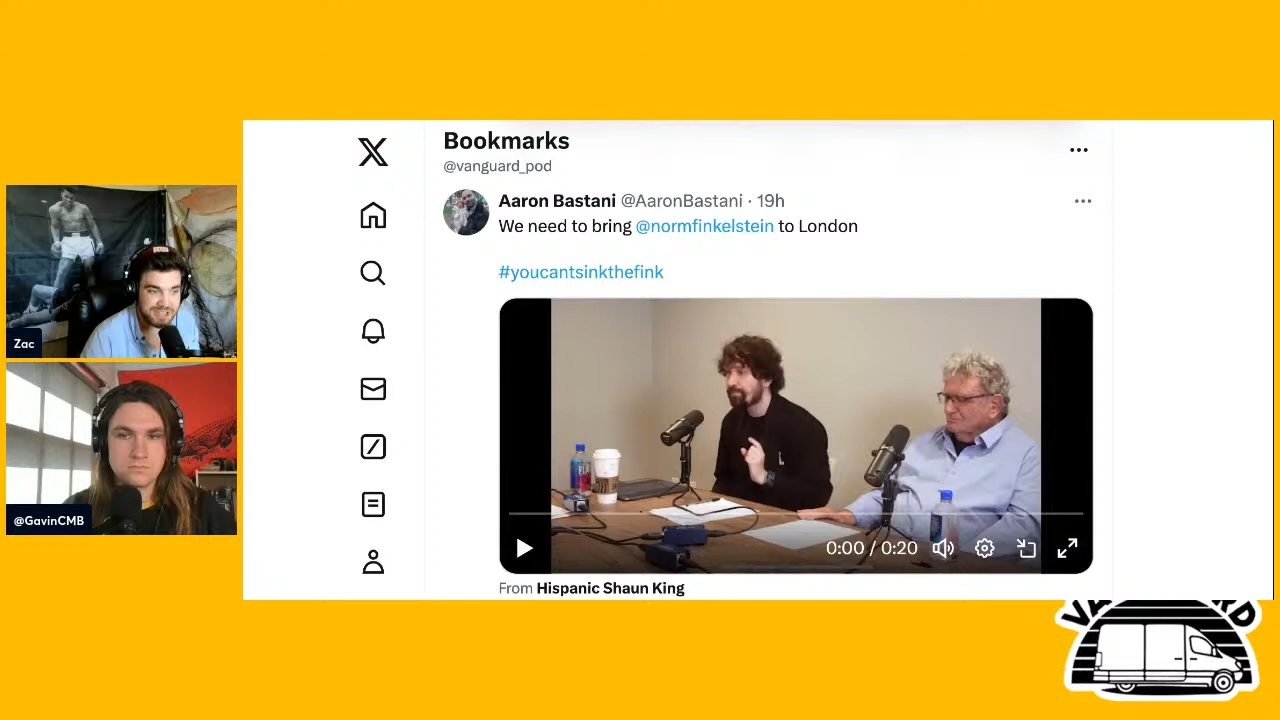 Bookmarks
@vanguard_pod
Aaron Bastani @AaronBastani · 19h
We need to bring @normfinkelstein to London
#youcantsinkthefink
0:00 / 0:20
From Hispanic Shaun King
Zac
@GavinCMB